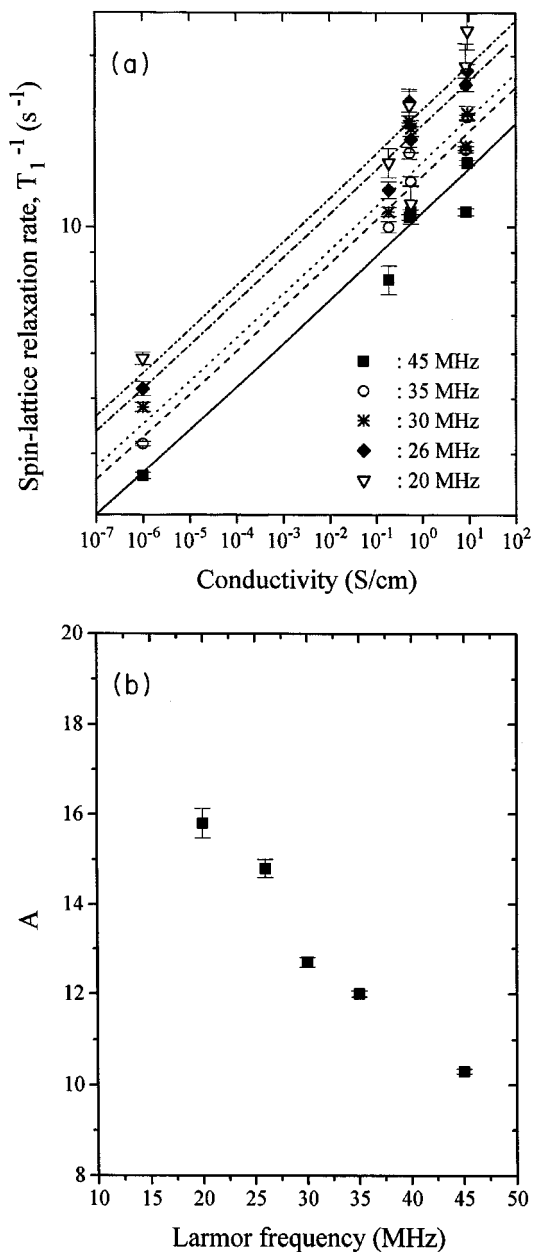 (a)
Spin-lattice relaxation rate, T₁⁻¹ (s⁻¹)
10
■ : 45 MHz
○ : 35 MHz
✳ : 30 MHz
◆ : 26 MHz
▽ : 20 MHz
10⁻⁷ 10⁻⁶ 10⁻⁵ 10⁻⁴ 10⁻³ 10⁻² 10⁻¹ 10⁰ 10¹ 10²
Conductivity (S/cm)
(b)
A
20
18
16
14
12
10
8
10 15 20 25 30 35 40 45 50
Larmor frequency (MHz)